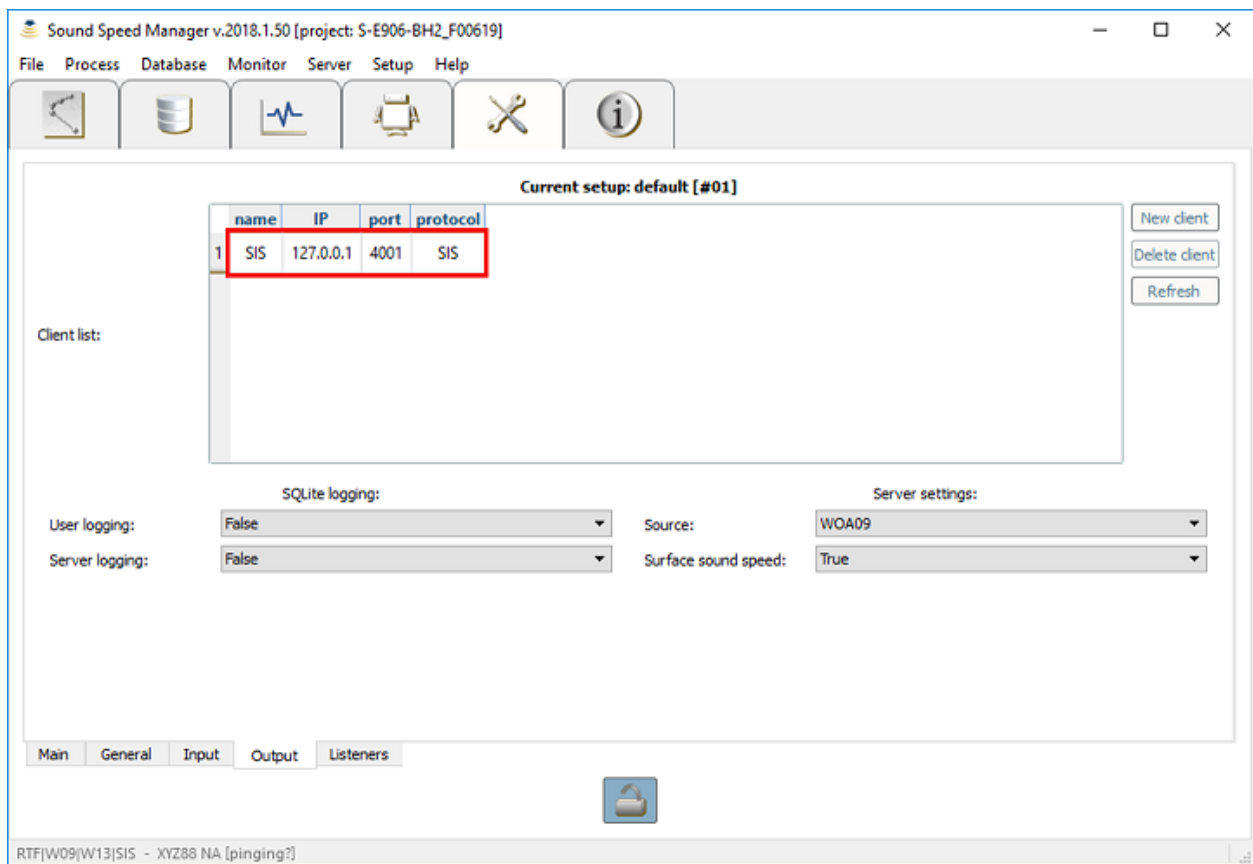 Sound Speed Manager v.2018.1.50 [project: S-E906-BH2_F00619]
File Process Database Monitor Server Setup Help
Current setup: default [#01]
name IP port protocol
1 SIS 127.0.0.1 4001 SIS
New client
Delete client
Refresh
Client list:
SQLite logging:
Server settings:
User logging: False
Source: WOA09
Server logging: False
Surface sound speed: True
Main General Input Output Listeners
RTF|W09|W13|SIS - XYZ88 NA [pinging?]